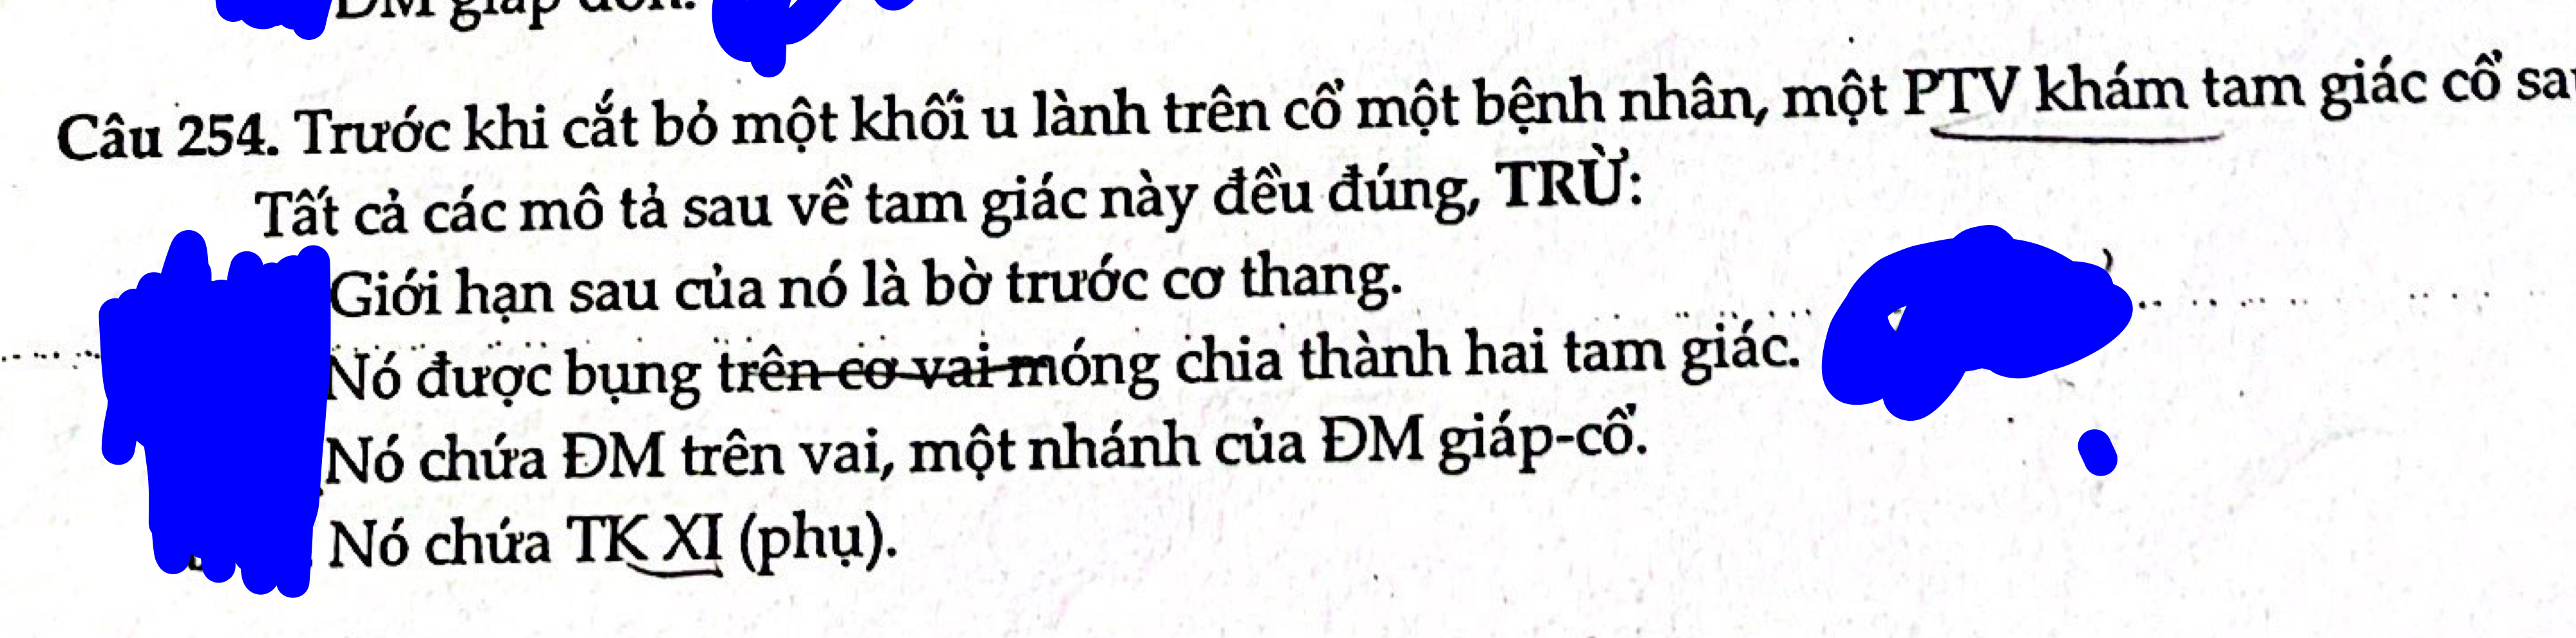 ĐM giáp đơn.
Câu 254. Trước khi cắt bỏ một khối u lành trên cổ một bệnh nhân, một PTV khám tam giác cổ sau
Tất cả các mô tả sau về tam giác này đều đúng, TRỪ:
Giới hạn sau của nó là bờ trước cơ thang.
Nó được bụng trên cơ vai móng chia thành hai tam giác.
Nó chứa ĐM trên vai, một nhánh của ĐM giáp-cổ.
Nó chứa TK XI (phụ).